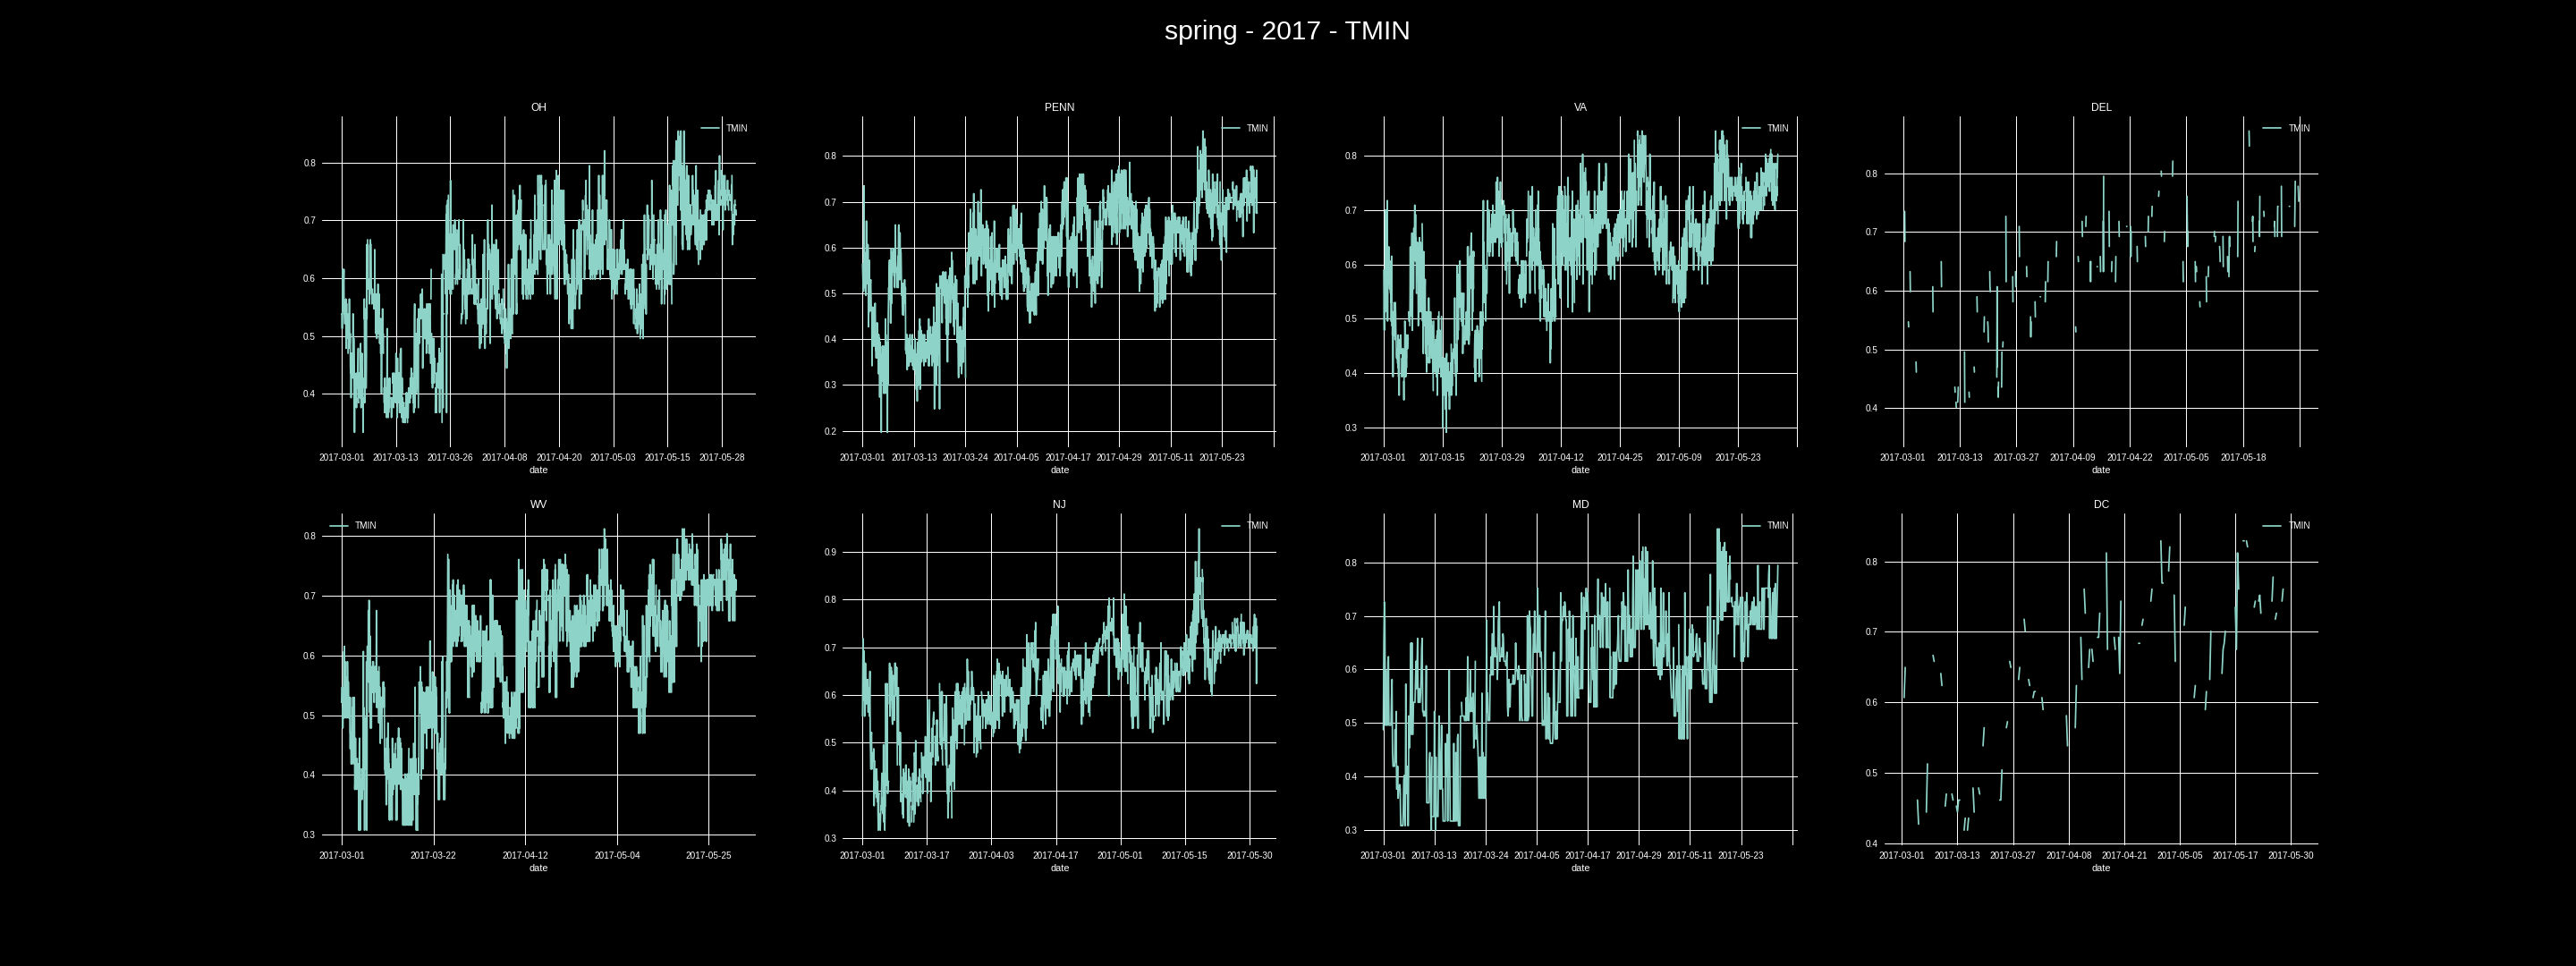 spring - 2017 - TMIN
OH
TMIN
0.8
0.7
0.6
0.5
0.4
2017-03-01 2017-03-13 2017-03-26 2017-04-08 2017-04-20 2017-05-03 2017-05-15 2017-05-28
date
PENN
TMIN
0.8
0.7
0.6
0.5
0.4
0.3
0.2
2017-03-01 2017-03-13 2017-03-24 2017-04-05 2017-04-17 2017-04-29 2017-05-11 2017-05-23
date
VA
TMIN
0.8
0.7
0.6
0.5
0.4
0.3
2017-03-01 2017-03-15 2017-03-29 2017-04-12 2017-04-25 2017-05-09 2017-05-23
date
DEL
TMIN
0.8
0.7
0.6
0.5
0.4
2017-03-01 2017-03-13 2017-03-27 2017-04-09 2017-04-22 2017-05-05 2017-05-18
date
WV
TMIN
0.8
0.7
0.6
0.5
0.4
0.3
2017-03-01 2017-03-22 2017-04-12 2017-05-04 2017-05-25
date
NJ
TMIN
0.9
0.8
0.7
0.6
0.5
0.4
0.3
2017-03-01 2017-03-17 2017-04-03 2017-04-17 2017-05-01 2017-05-15 2017-05-30
date
MD
TMIN
0.8
0.7
0.6
0.5
0.4
0.3
2017-03-01 2017-03-13 2017-03-24 2017-04-05 2017-04-17 2017-04-29 2017-05-11 2017-05-23
date
DC
TMIN
0.8
0.7
0.6
0.5
0.4
2017-03-01 2017-03-13 2017-03-27 2017-04-08 2017-04-21 2017-05-05 2017-05-17 2017-05-30
date